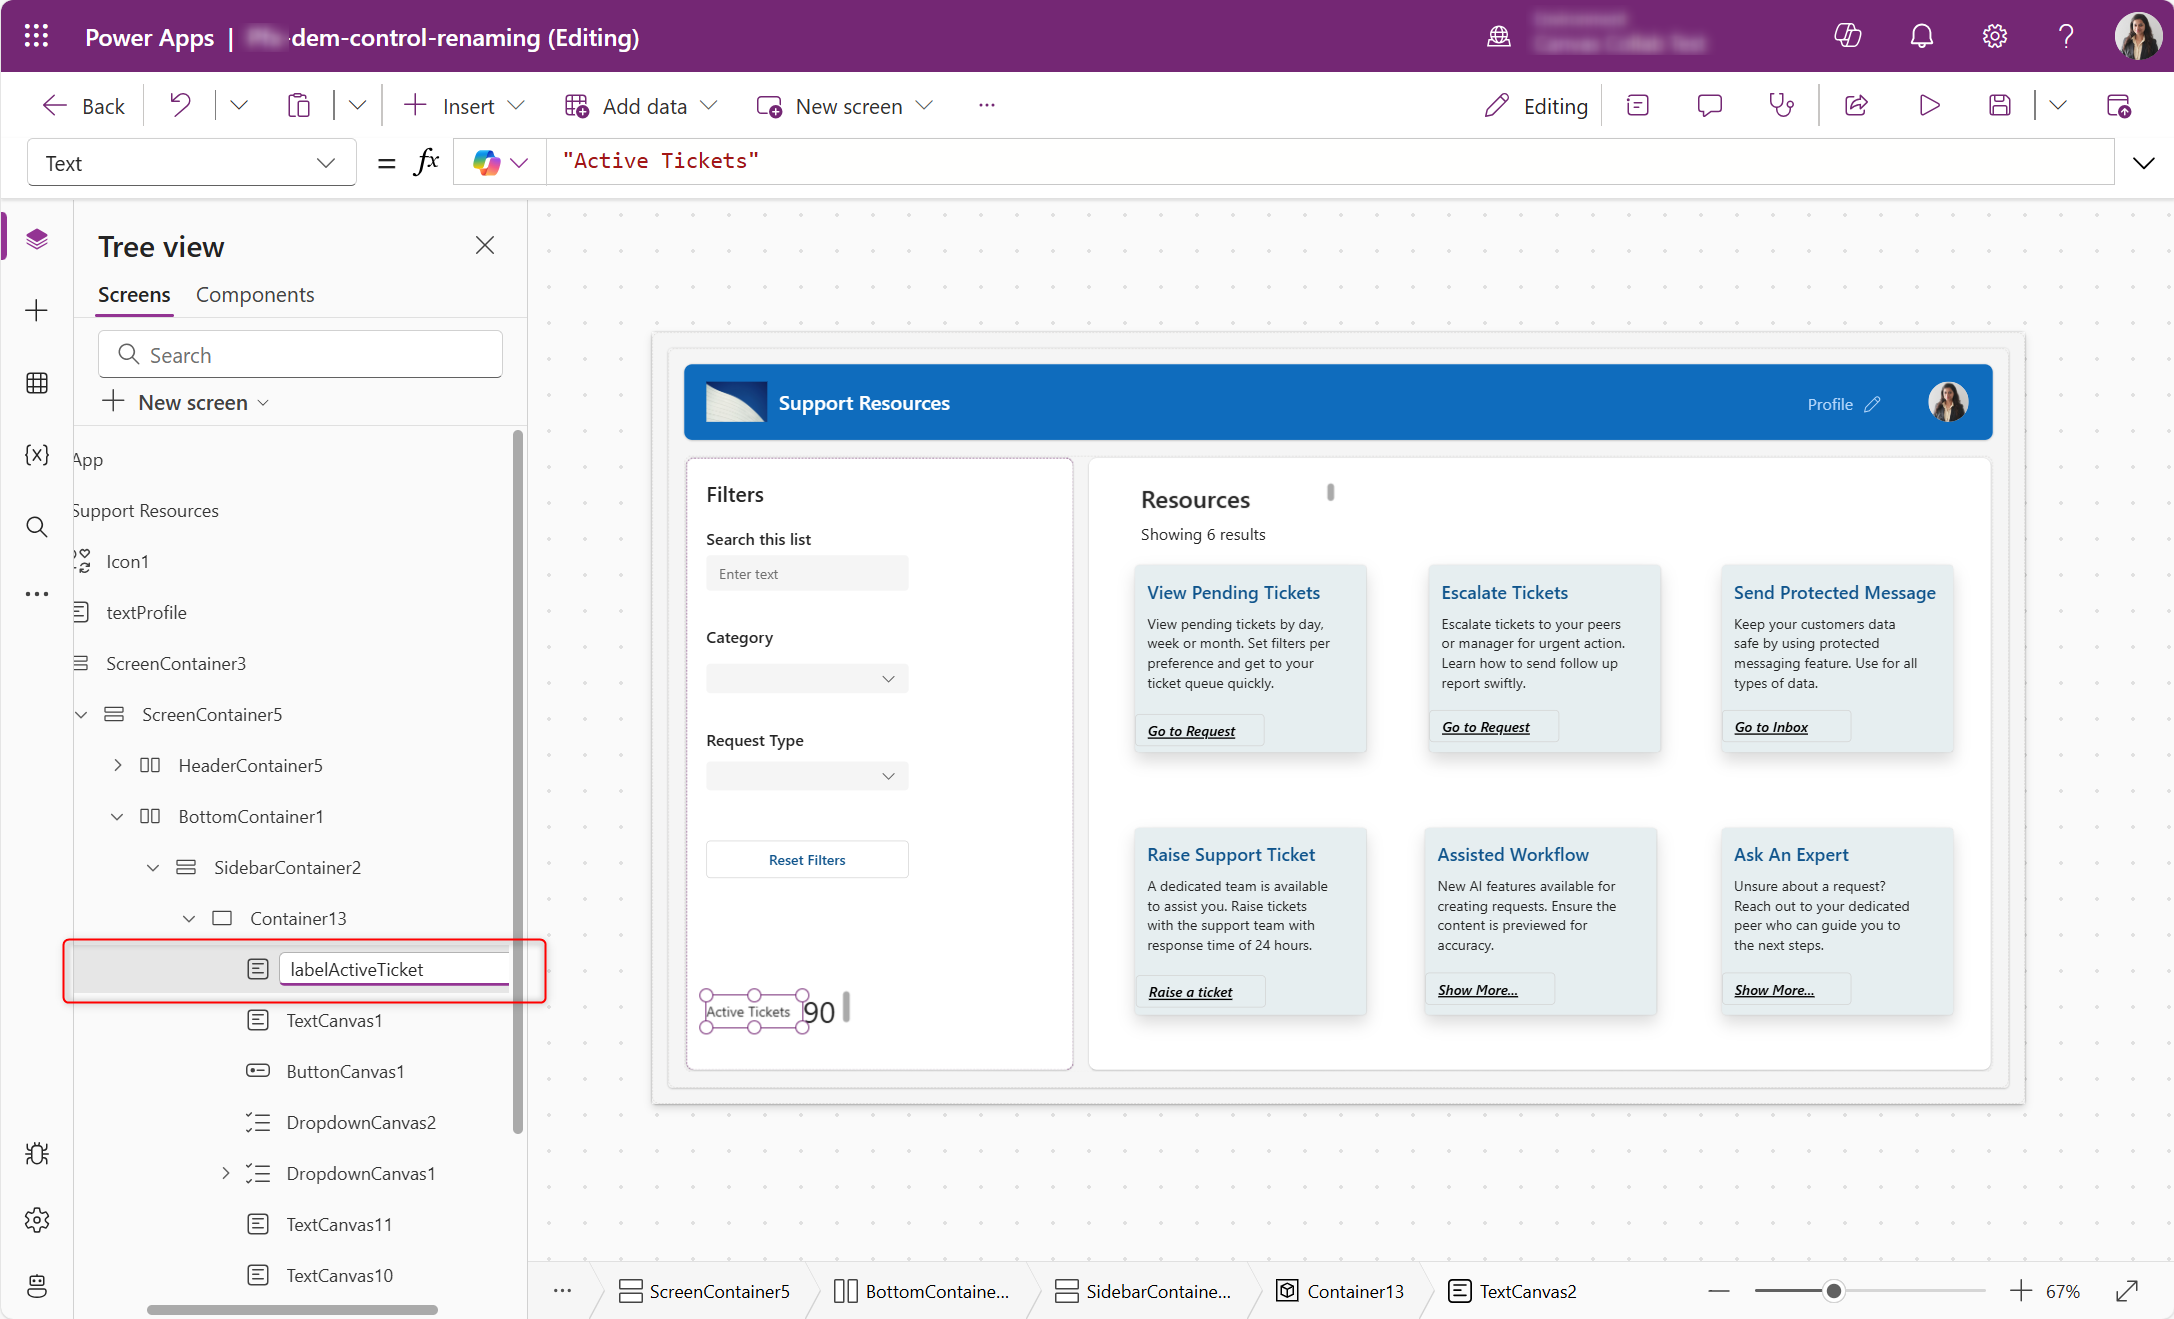 Power Apps | -dem-control-renaming (Editing)
Back
Insert
Add data
New screen
Editing
Text
= fx
"Active Tickets"
Tree view
Screens
Components
Search
New screen
App
Support Resources
Icon1
textProfile
ScreenContainer3
ScreenContainer5
HeaderContainer5
BottomContainer1
SidebarContainer2
Container13
labelActiveTicket
TextCanvas1
ButtonCanvas1
DropdownCanvas2
DropdownCanvas1
TextCanvas11
TextCanvas10
Support Resources
Profile
Filters
Search this list
Enter text
Category
Request Type
Reset Filters
Active Tickets
90
Resources
Showing 6 results
View Pending Tickets
View pending tickets by day,
week or month. Set filters per
preference and get to your
ticket queue quickly.
Go to Request
Escalate Tickets
Escalate tickets to your peers
or manager for urgent action.
Learn how to send follow up
report swiftly.
Go to Request
Send Protected Message
Keep your customers data
safe by using protected
messaging feature. Use for all
types of data.
Go to Inbox
Raise Support Ticket
A dedicated team is available
to assist you. Raise tickets
with the support team with
response time of 24 hours.
Raise a ticket
Assisted Workflow
New AI features available for
creating requests. Ensure the
content is previewed for
accuracy.
Show More...
Ask An Expert
Unsure about a request?
Reach out to your dedicated
peer who can guide you to
the next steps.
Show More...
ScreenContainer5
BottomContaine...
SidebarContaine...
Container13
TextCanvas2
67%